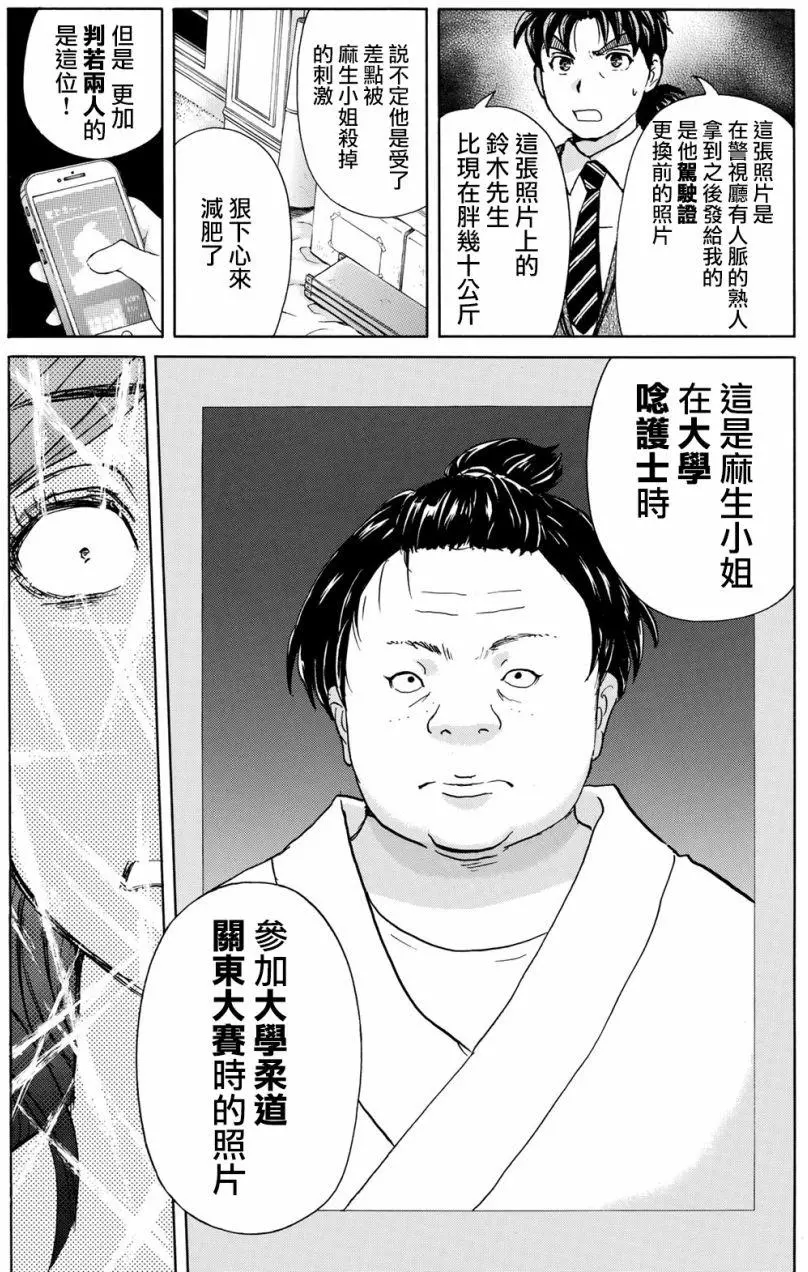 這張照片是
在警視廳有人脈的熟人
拿到之後發給我的
是他駕駛證
更換前的照片
這張照片上的
鈴木先生
比現在胖幾十公斤
説不定他是受了
差點被
麻生小姐殺掉
的刺激
狠下心來
減肥了
但是 更加
判若兩人的
是這位！
這是麻生小姐
在大學
唸護士時
參加大學柔道
關東大賽時的照片